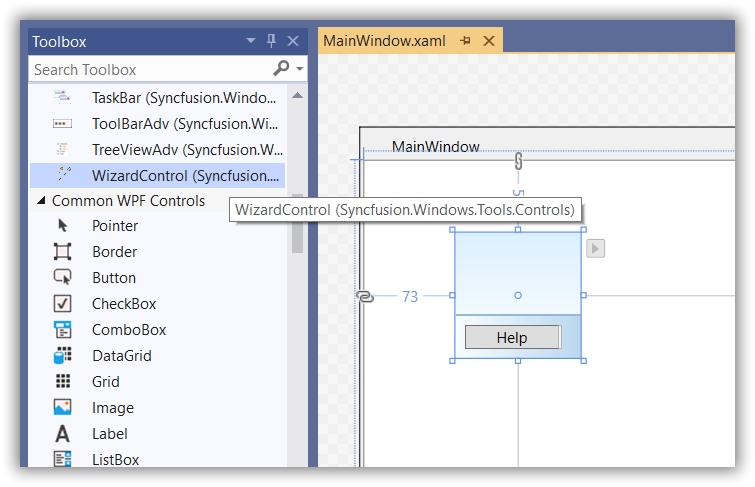 Toolbox
Search Toolbox
TaskBar (Syncfusion.Windo...
ToolBarAdv (Syncfusion.Wi...
TreeViewAdv (Syncfusion.W...
WizardControl (Syncfusion....
Common WPF Controls
Pointer
Border
Button
CheckBox
ComboBox
DataGrid
Grid
Image
Label
ListBox
WizardControl (Syncfusion.Windows.Tools.Controls)
MainWindow.xaml
MainWindow
5
73
Help